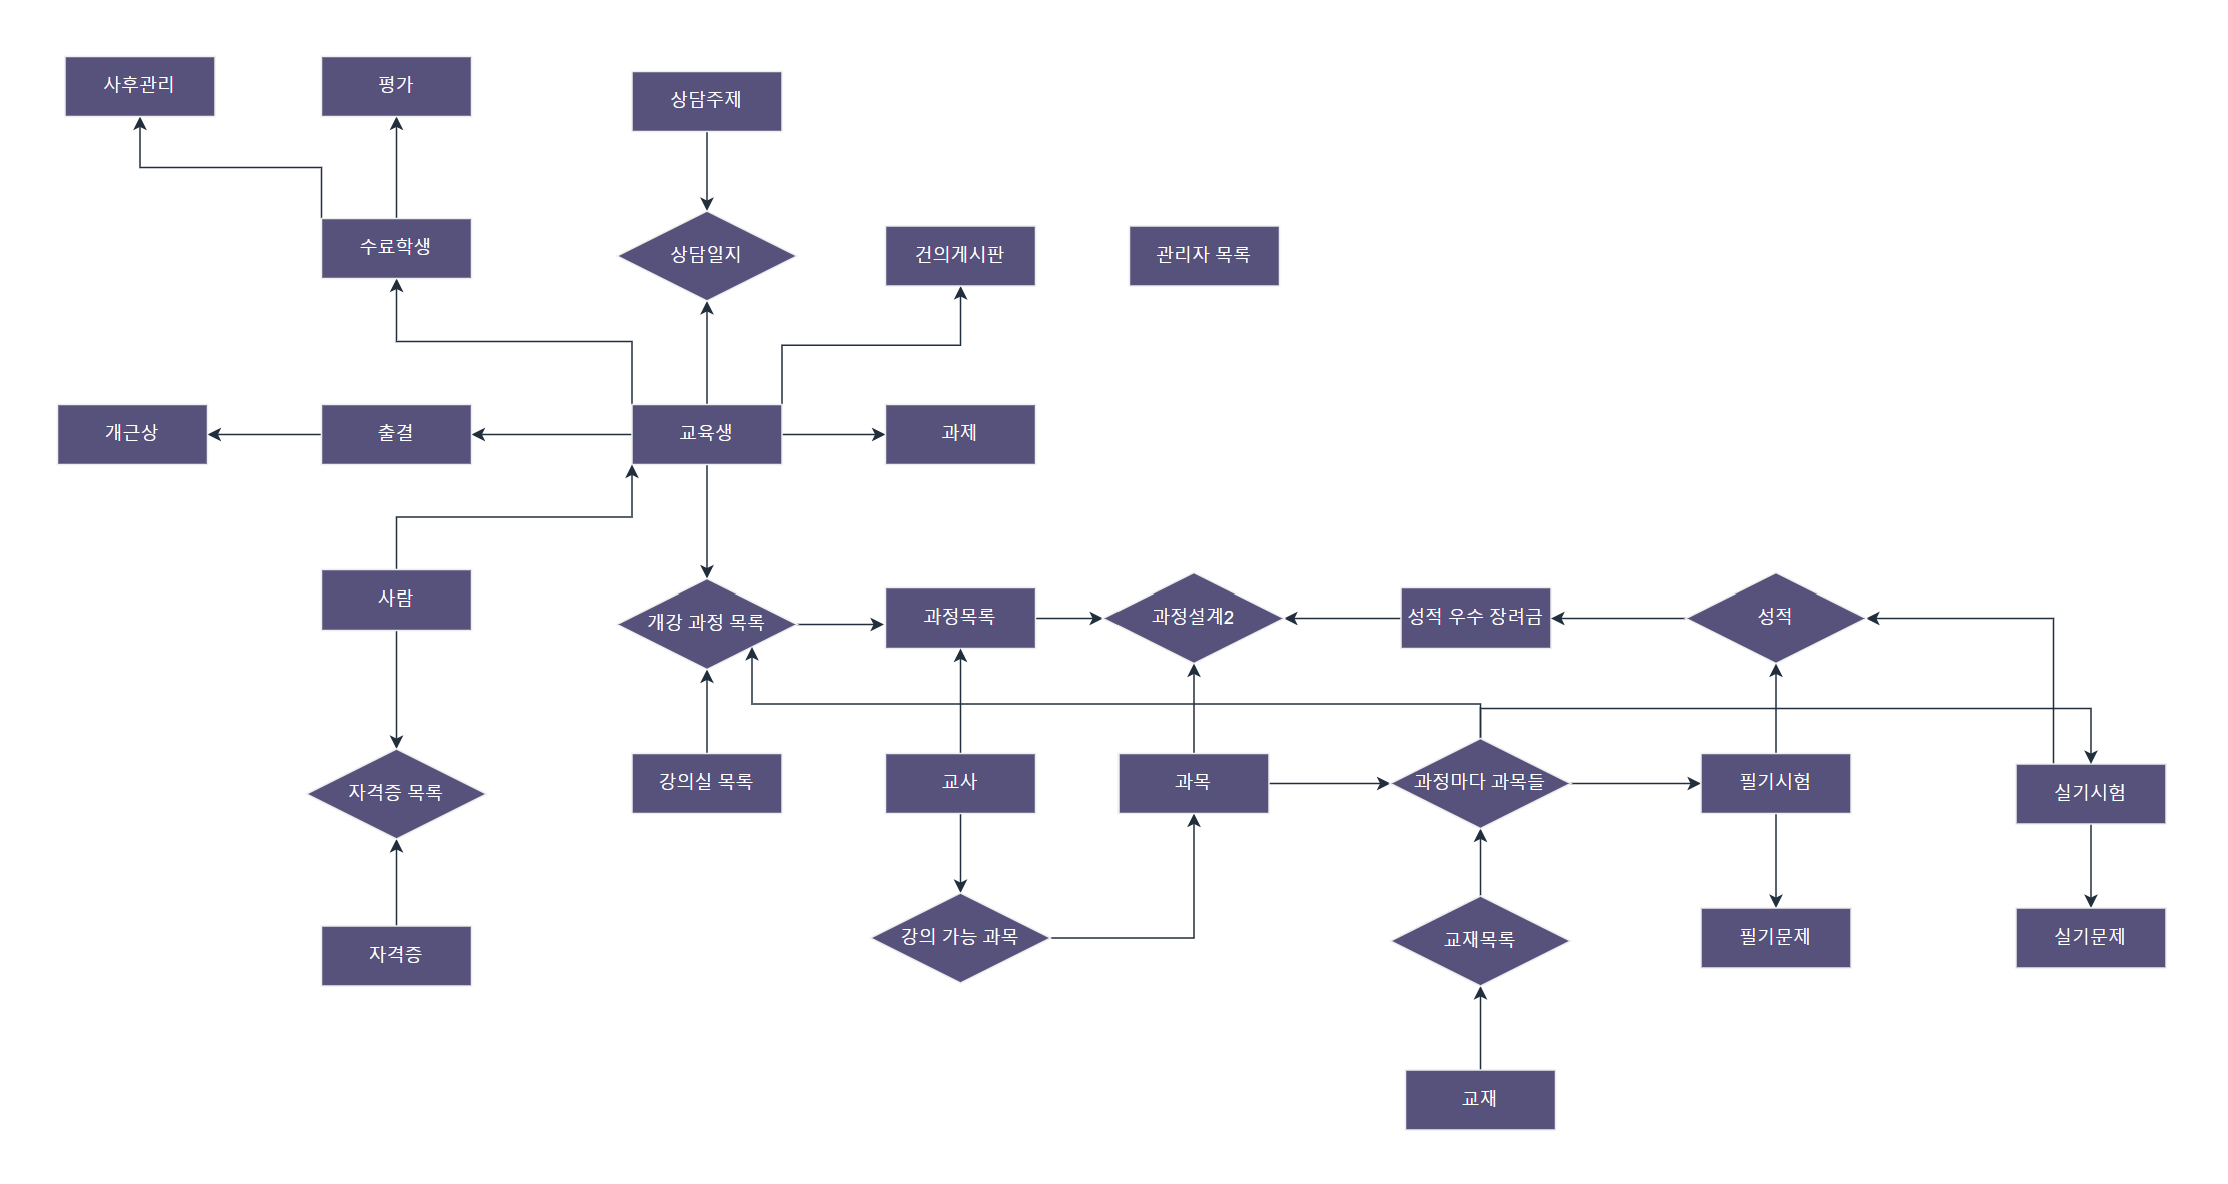 사후관리
평가
상담주제
수료학생
상담일지
건의게시판
관리자 목록
개근상
출결
교육생
과제
사람
개강 과정 목록
과정목록
과정설계2
성적 우수 장려금
성적
자격증 목록
강의실 목록
교사
과목
과정마다 과목들
필기시험
실기시험
자격증
강의 가능 과목
교재목록
필기문제
실기문제
교재